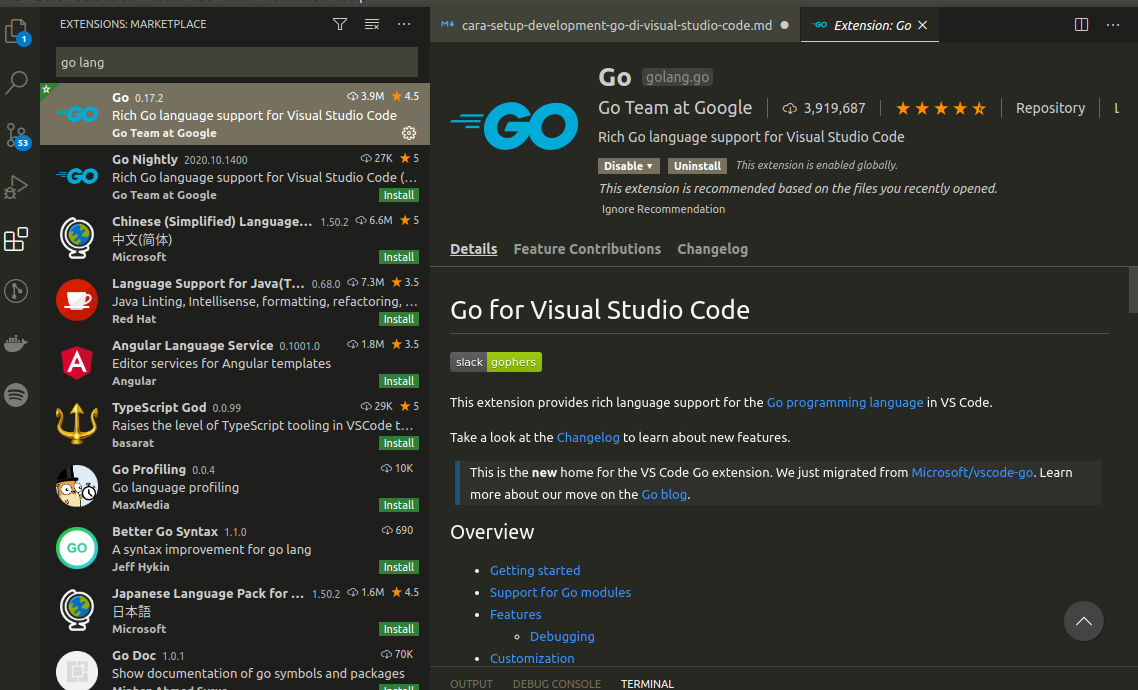 1
53
EXTENSIONS: MARKETPLACE
go lang
Go 0.17.2 3.9M 4.5
Rich Go language support for Visual Studio Code
Go Team at Google
Go Nightly 2020.10.1400 27K 5
Rich Go language support for Visual Studio Code (...
Go Team at Google Install
Chinese (Simplified) Language... 1.50.2 6.6M 5
中文(简体)
Microsoft Install
Language Support for Java(T... 0.68.0 7.3M 3.5
Java Linting, Intellisense, formatting, refactoring, ...
Red Hat Install
Angular Language Service 0.1001.0 1.8M 3.5
Editor services for Angular templates
Angular Install
TypeScript God 0.0.99 29K 5
Raises the level of TypeScript tooling in VSCode t...
basarat Install
Go Profiling 0.0.4 10K
Go language profiling
MaxMedia Install
GO
Better Go Syntax 1.1.0 690
A syntax improvement for go lang
Jeff Hykin Install
Japanese Language Pack for ... 1.50.2 1.6M 4.5
日本語
Microsoft Install
Go Doc 1.0.1 70K
Show documentation of go symbols and packages
cara-setup-development-go-di-visual-studio-code.md
GO Extension: Go
GO
Go golang.go
Go Team at Google 3,919,687 Repository L
Rich Go language support for Visual Studio Code
Disable Uninstall This extension is enabled globally.
This extension is recommended based on the files you recently opened.
Ignore Recommendation
Details Feature Contributions Changelog
Go for Visual Studio Code
slack gophers
This extension provides rich language support for the Go programming language in VS Code.
Take a look at the Changelog to learn about new features.
This is the new home for the VS Code Go extension. We just migrated from Microsoft/vscode-go. Learn
more about our move on the Go blog.
Overview
• Getting started
• Support for Go modules
• Features
◦ Debugging
• Customization
OUTPUT DEBUG CONSOLE TERMINAL